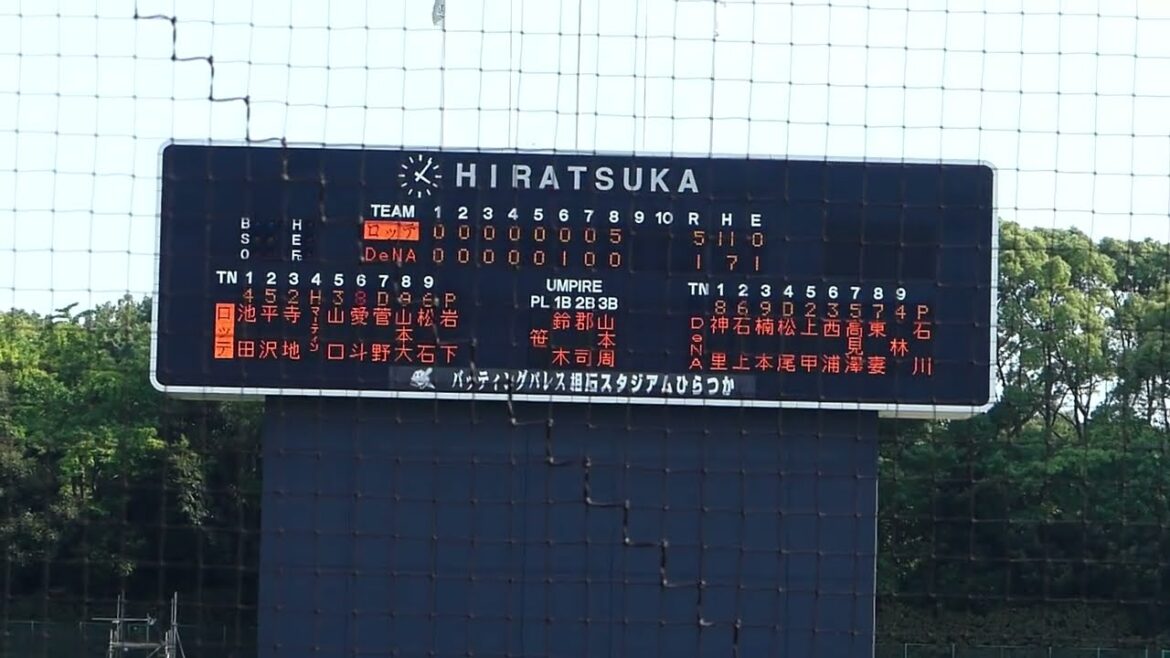 HIRATSUKA
TEAM 1 2 3 4 5 6 7 8 9 10 R H E
ロッテ 0 0 0 0 0 0 0 5 5 11 0
DeNA 0 0 0 0 0 1 0 0 1 7 1
B H
S E
O
TN 1 2 3 4 5 6 7 8 9
4 5 2 H 3 8 D 9 6 P
ロッテ 池田 平沢 寺地 マーティン 山口 愛斗 菅野 山本大 松石 岩下
UMPIRE
PL 1B 2B 3B
笹 鈴木 郡司 山本周
TN 1 2 3 4 5 6 7 8 9
8 6 9 D 2 3 5 7 4 P
DeNA 神里 石上 楠本 松尾 上甲 西浦 高見澤 東妻 林 石川
バッティングパレス相石スタジアムひらつか